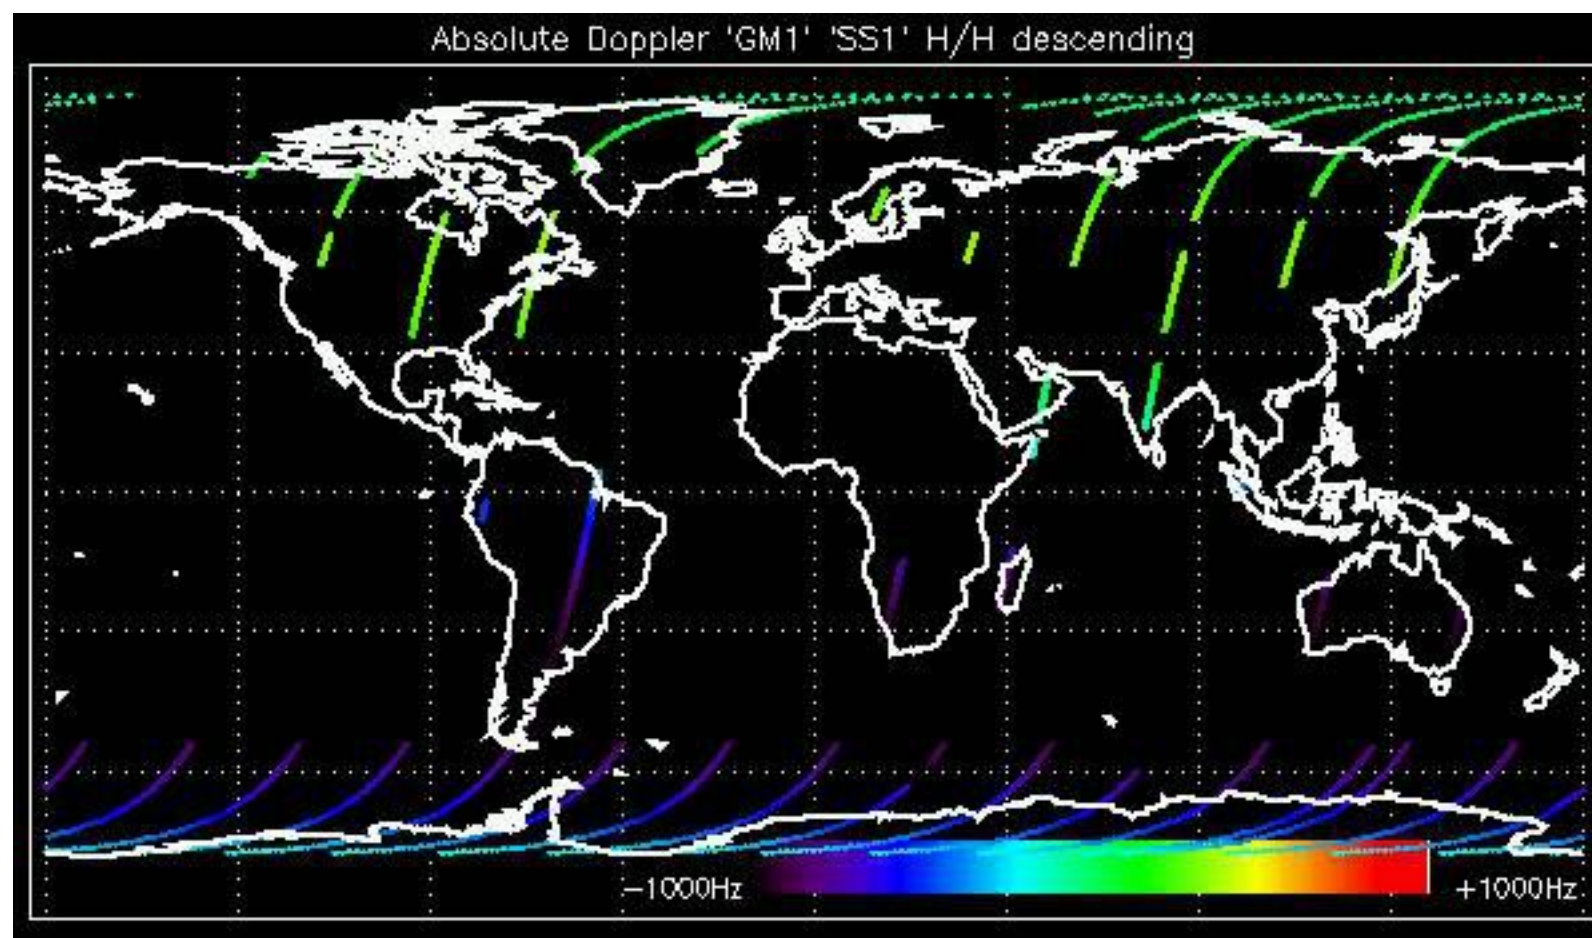 Absolute Doppler 'GM1' 'SS1' H/H descending
-1000Hz
+1000Hz